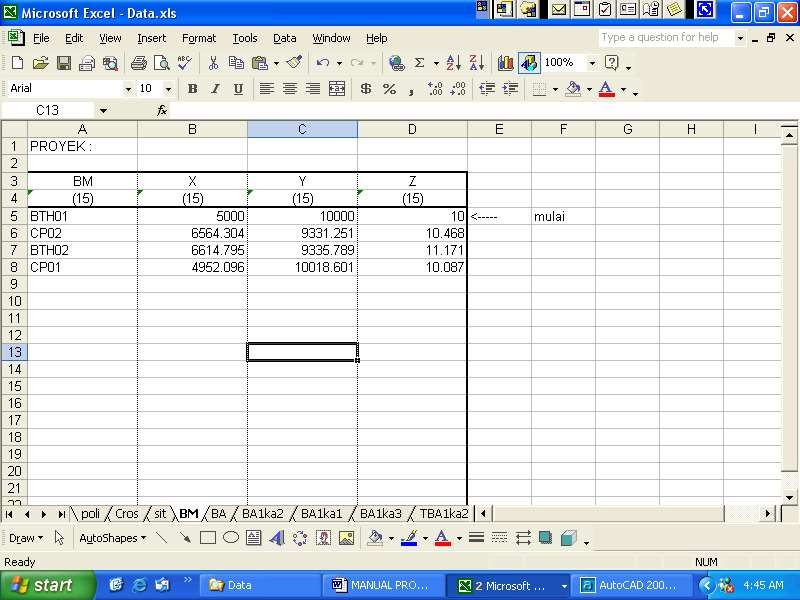 Microsoft Excel - Data.xls
File Edit View Insert Format Tools Data Window Help
Type a question for help
100%
Arial 10 B I U $ % ,
C13 fx
A B C D E F G H I
1 PROYEK :
2
3 BM X Y Z
4 (15) (15) (15) (15)
5 BTH01 5000 10000 10 <----- mulai
6 CP02 6564.304 9331.251 10.468
7 BTH02 6614.795 9335.789 11.171
8 CP01 4952.096 10018.601 10.087
9
10
11
12
13
14
15
16
17
18
19
20
21
22
poli Cros sit BM BA BA1ka2 BA1ka1 BA1ka3 TBA1ka2
Draw AutoShapes
Ready NUM
start Data MANUAL PRO... 2 Microsoft ... AutoCAD 200... 4:45 AM